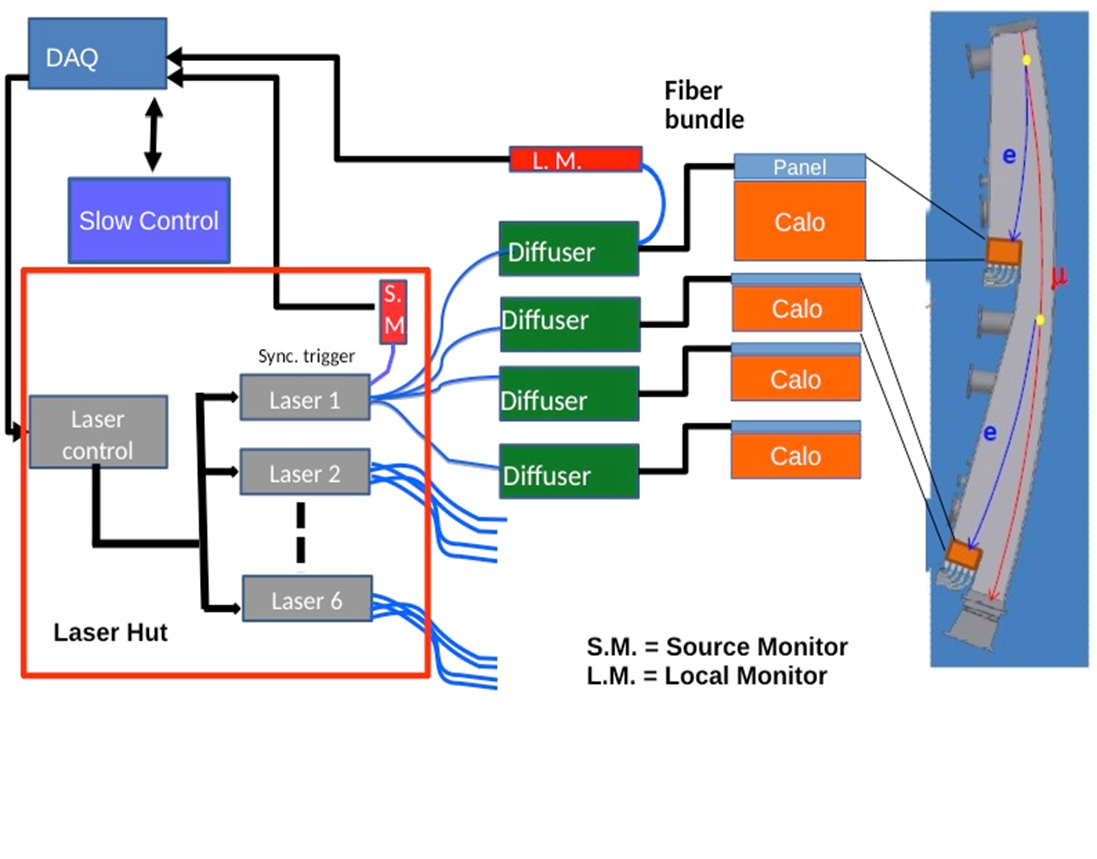 DAQ
Fiber
bundle
L. M.
Panel
Calo
e
Slow Control
Diffuser
S.
M
μ
Diffuser
Calo
Sync. trigger
Laser 1
Diffuser
Calo
Laser
control
Diffuser
Calo
e
Laser 2
Laser 6
Laser Hut
S.M. = Source Monitor
L.M. = Local Monitor